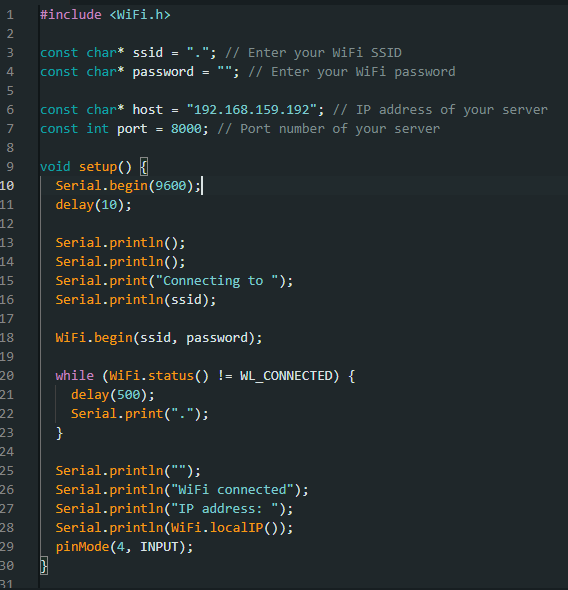 1 #include <WiFi.h>
2
3 const char* ssid = "."; // Enter your WiFi SSID
4 const char* password = ""; // Enter your WiFi password
5
6 const char* host = "192.168.159.192"; // IP address of your server
7 const int port = 8000; // Port number of your server
8
9 void setup() {
10   Serial.begin(9600);
11   delay(10);
12
13   Serial.println();
14   Serial.println();
15   Serial.print("Connecting to ");
16   Serial.println(ssid);
17
18   WiFi.begin(ssid, password);
19
20   while (WiFi.status() != WL_CONNECTED) {
21     delay(500);
22     Serial.print(".");
23   }
24
25   Serial.println("");
26   Serial.println("WiFi connected");
27   Serial.println("IP address: ");
28   Serial.println(WiFi.localIP());
29   pinMode(4, INPUT);
30 }
31